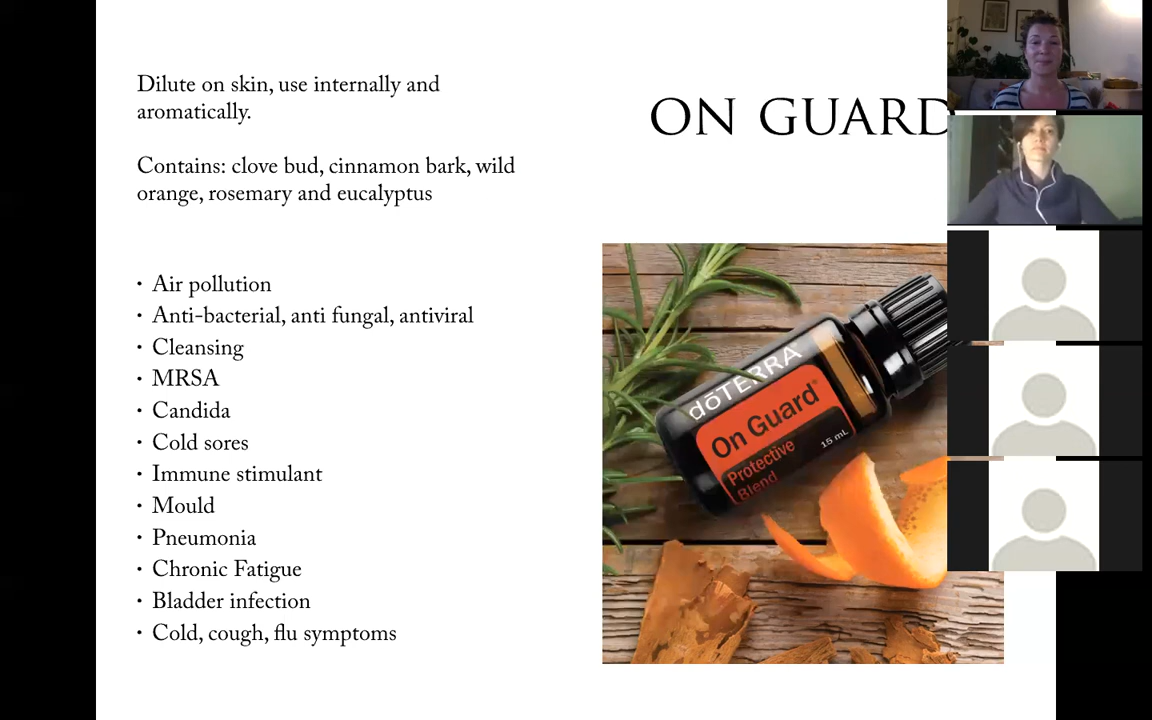 Dilute on skin, use internally and
aromatically.
Contains: clove bud, cinnamon bark, wild
orange, rosemary and eucalyptus
• Air pollution
• Anti-bacterial, anti fungal, antiviral
• Cleansing
• MRSA
• Candida
• Cold sores
• Immune stimulant
• Mould
• Pneumonia
• Chronic Fatigue
• Bladder infection
• Cold, cough, flu symptoms
ON GUARD
dōTERRA
On Guard®
Protective
Blend
15 mL